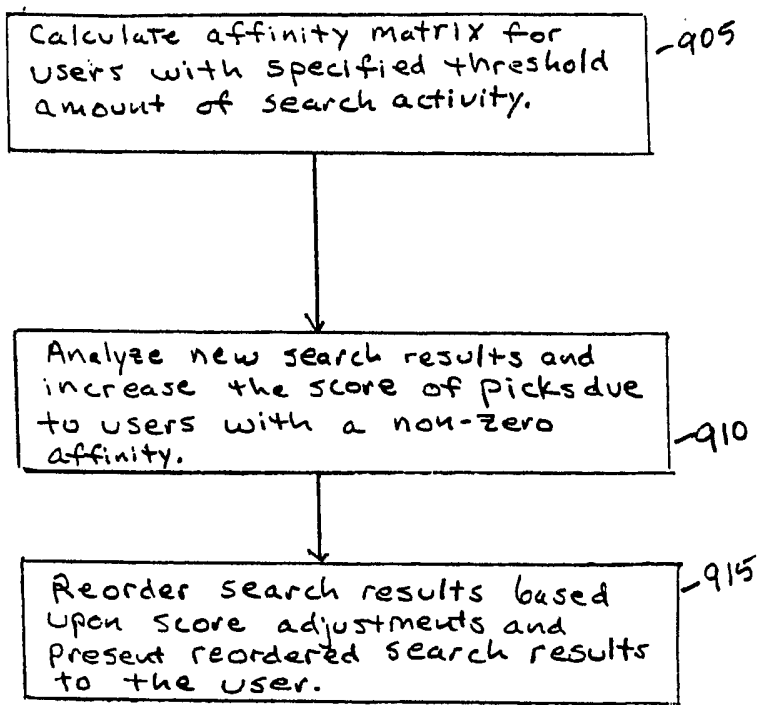 Calculate affinity matrix for
users with specified threshold
amount of search activity.
905
Analyze new search results and
increase the score of picks due
to users with a non-zero
affinity.
910
Reorder search results based
upon score adjustments and
present reordered search results
to the user.
915